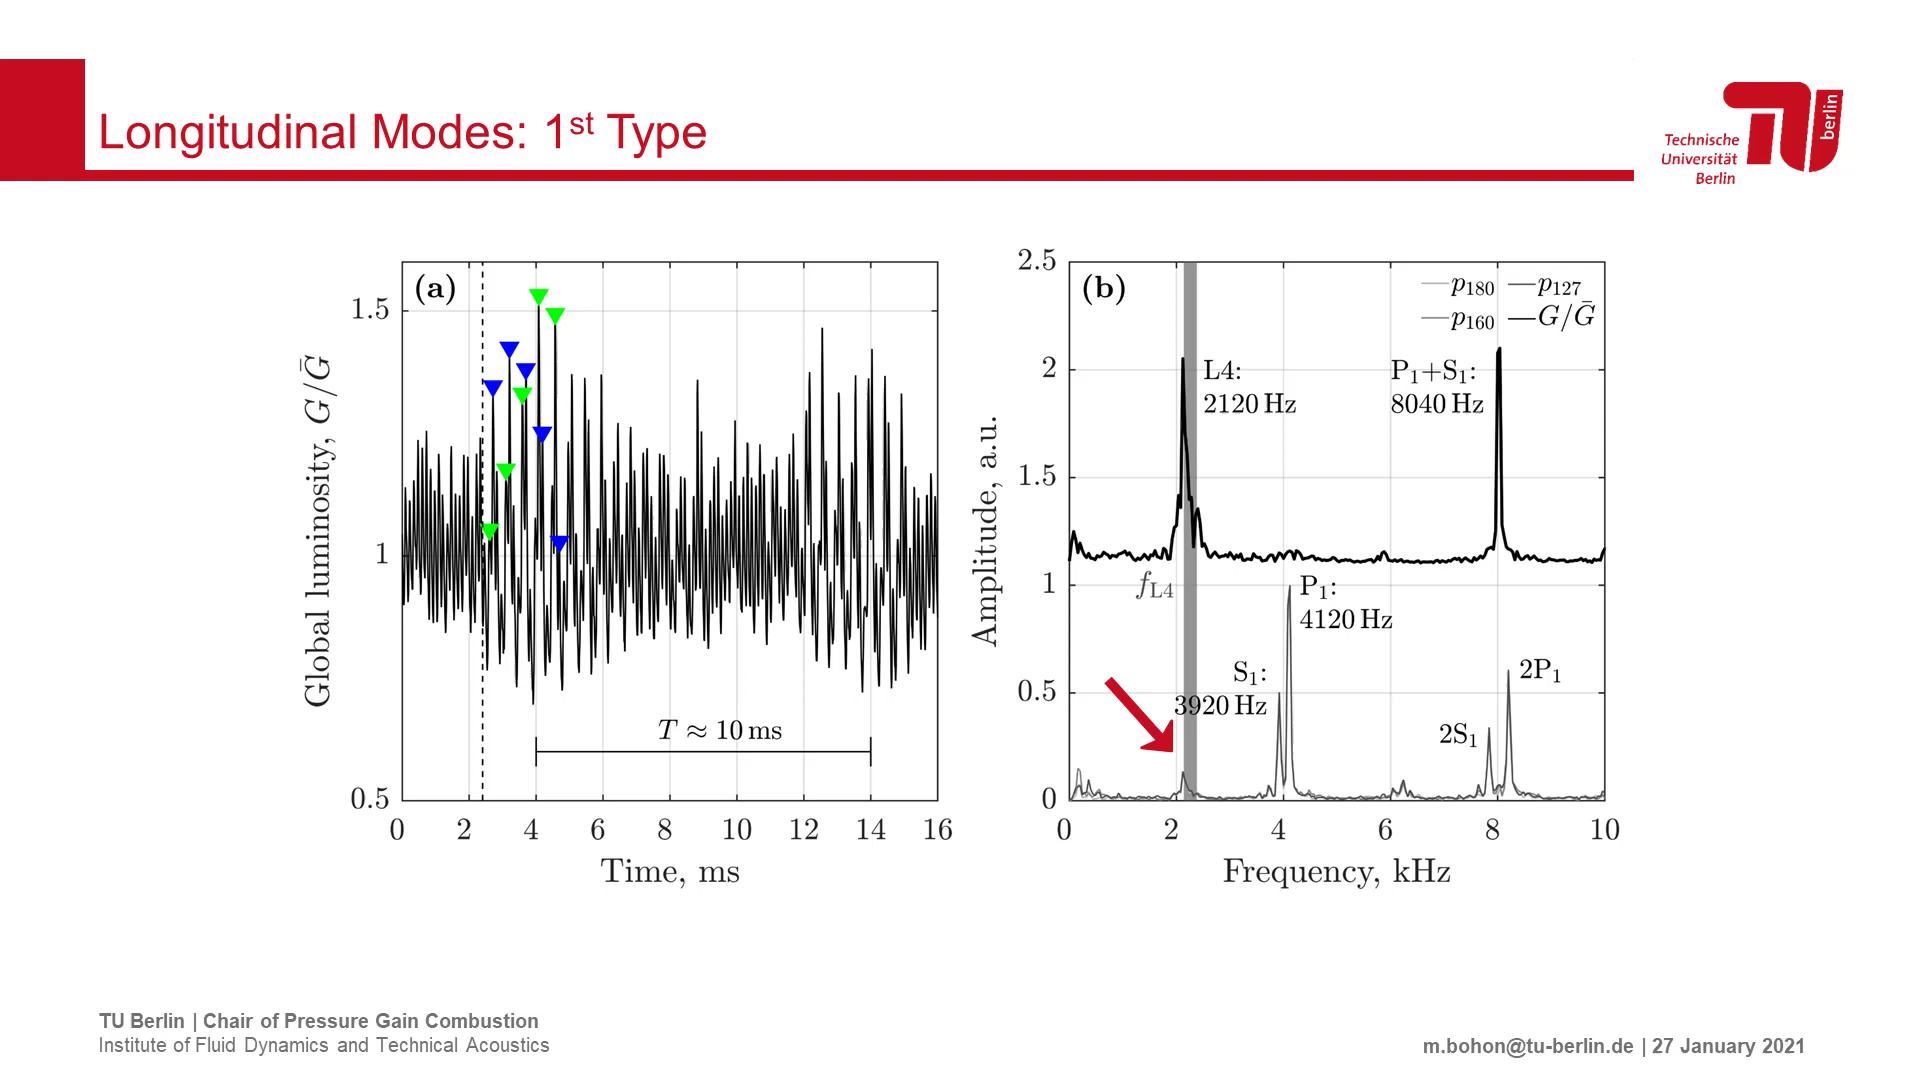 Longitudinal Modes: 1st Type
Technische
Universität
Berlin
berlin
(a)
1.5
1
0.5
Global luminosity, G/Ḡ
T ≈ 10 ms
0 2 4 6 8 10 12 14 16
Time, ms
(b)
p180 p127
p160 G/Ḡ
2.5
2
1.5
1
0.5
0
Amplitude, a.u.
L4:
2120 Hz
P1+S1:
8040 Hz
fL4
P1:
4120 Hz
S1:
3920 Hz
2P1
2S1
0 2 4 6 8 10
Frequency, kHz
TU Berlin | Chair of Pressure Gain Combustion
Institute of Fluid Dynamics and Technical Acoustics
m.bohon@tu-berlin.de | 27 January 2021